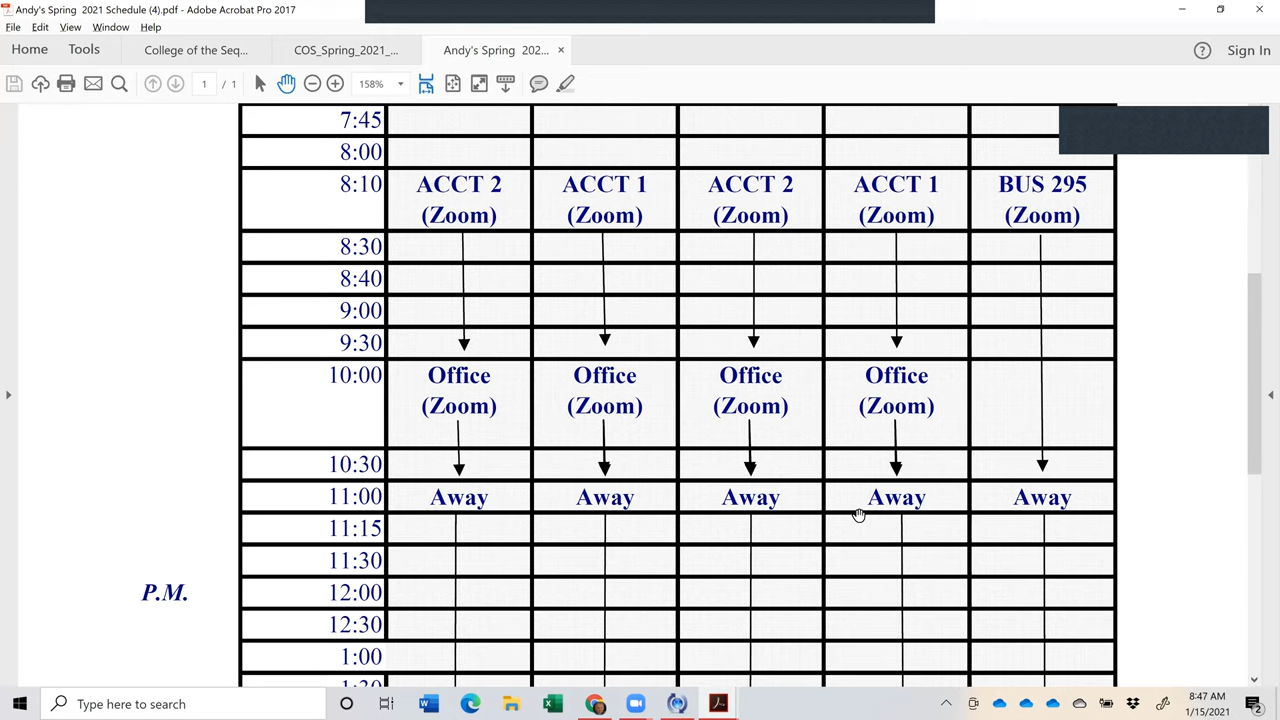 Andy's Spring 2021 Schedule (4).pdf - Adobe Acrobat Pro 2017
File Edit View Window Help
Home Tools College of the Seq... COS_Spring_2021_... Andy's Spring 202... × Sign In
1 / 1 158%
7:45
8:00
8:10 ACCT 2 ACCT 1 ACCT 2 ACCT 1 BUS 295
(Zoom) (Zoom) (Zoom) (Zoom) (Zoom)
8:30
8:40
9:00
9:30
10:00 Office Office Office Office
(Zoom) (Zoom) (Zoom) (Zoom)
10:30
11:00 Away Away Away Away Away
11:15
11:30
P.M. 12:00
12:30
1:00
1:30
Type here to search
8:47 AM
1/15/2021
2